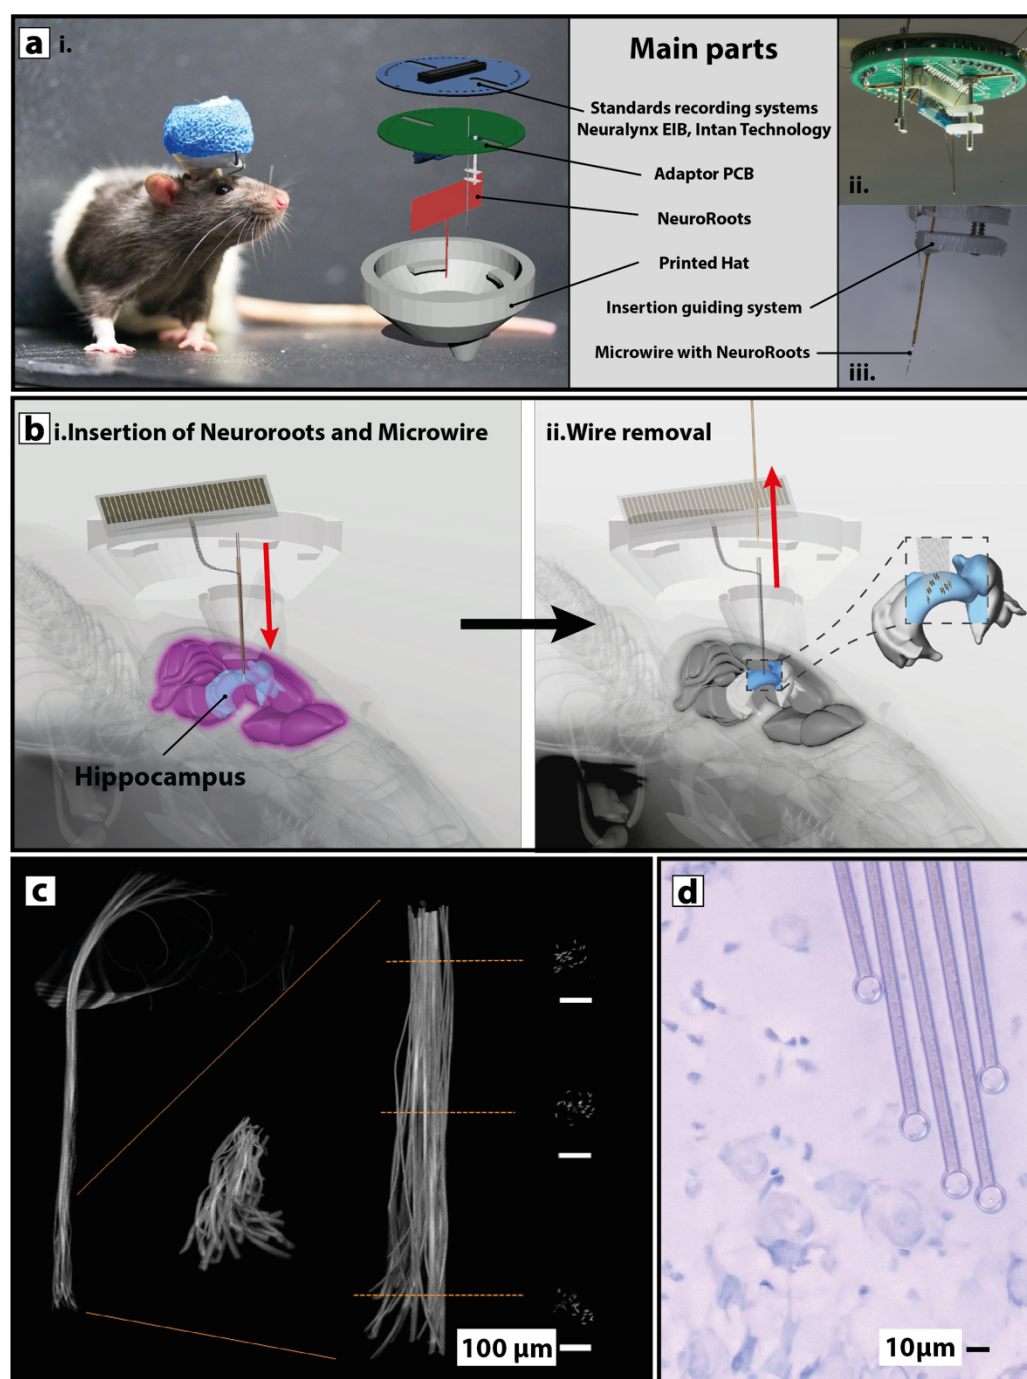 a i.
Main parts
Standards recording systems
Neuralynx EIB, Intan Technology
Adaptor PCB
NeuroRoots
Printed Hat
Insertion guiding system
Microwire with NeuroRoots
ii.
iii.
b i.Insertion of Neuroroots and Microwire
Hippocampus
ii.Wire removal
c
100 µm
d
10µm